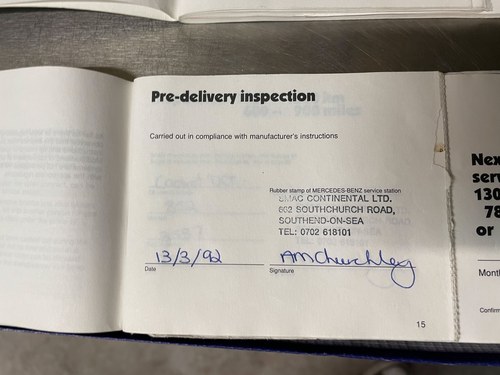 Pre-delivery inspection
Carried out in compliance with manufacturer's instructions
Rubber stamp of MERCEDES-BENZ service station
EMAC CONTINENTAL LTD.
602 SOUTHCHURCH ROAD,
SOUTHEND-ON-SEA
TEL: 0702 618101
13/3/92
AMChurchley
Date
Signature
15
Nex
serv
130
78
or
Month
Confirm